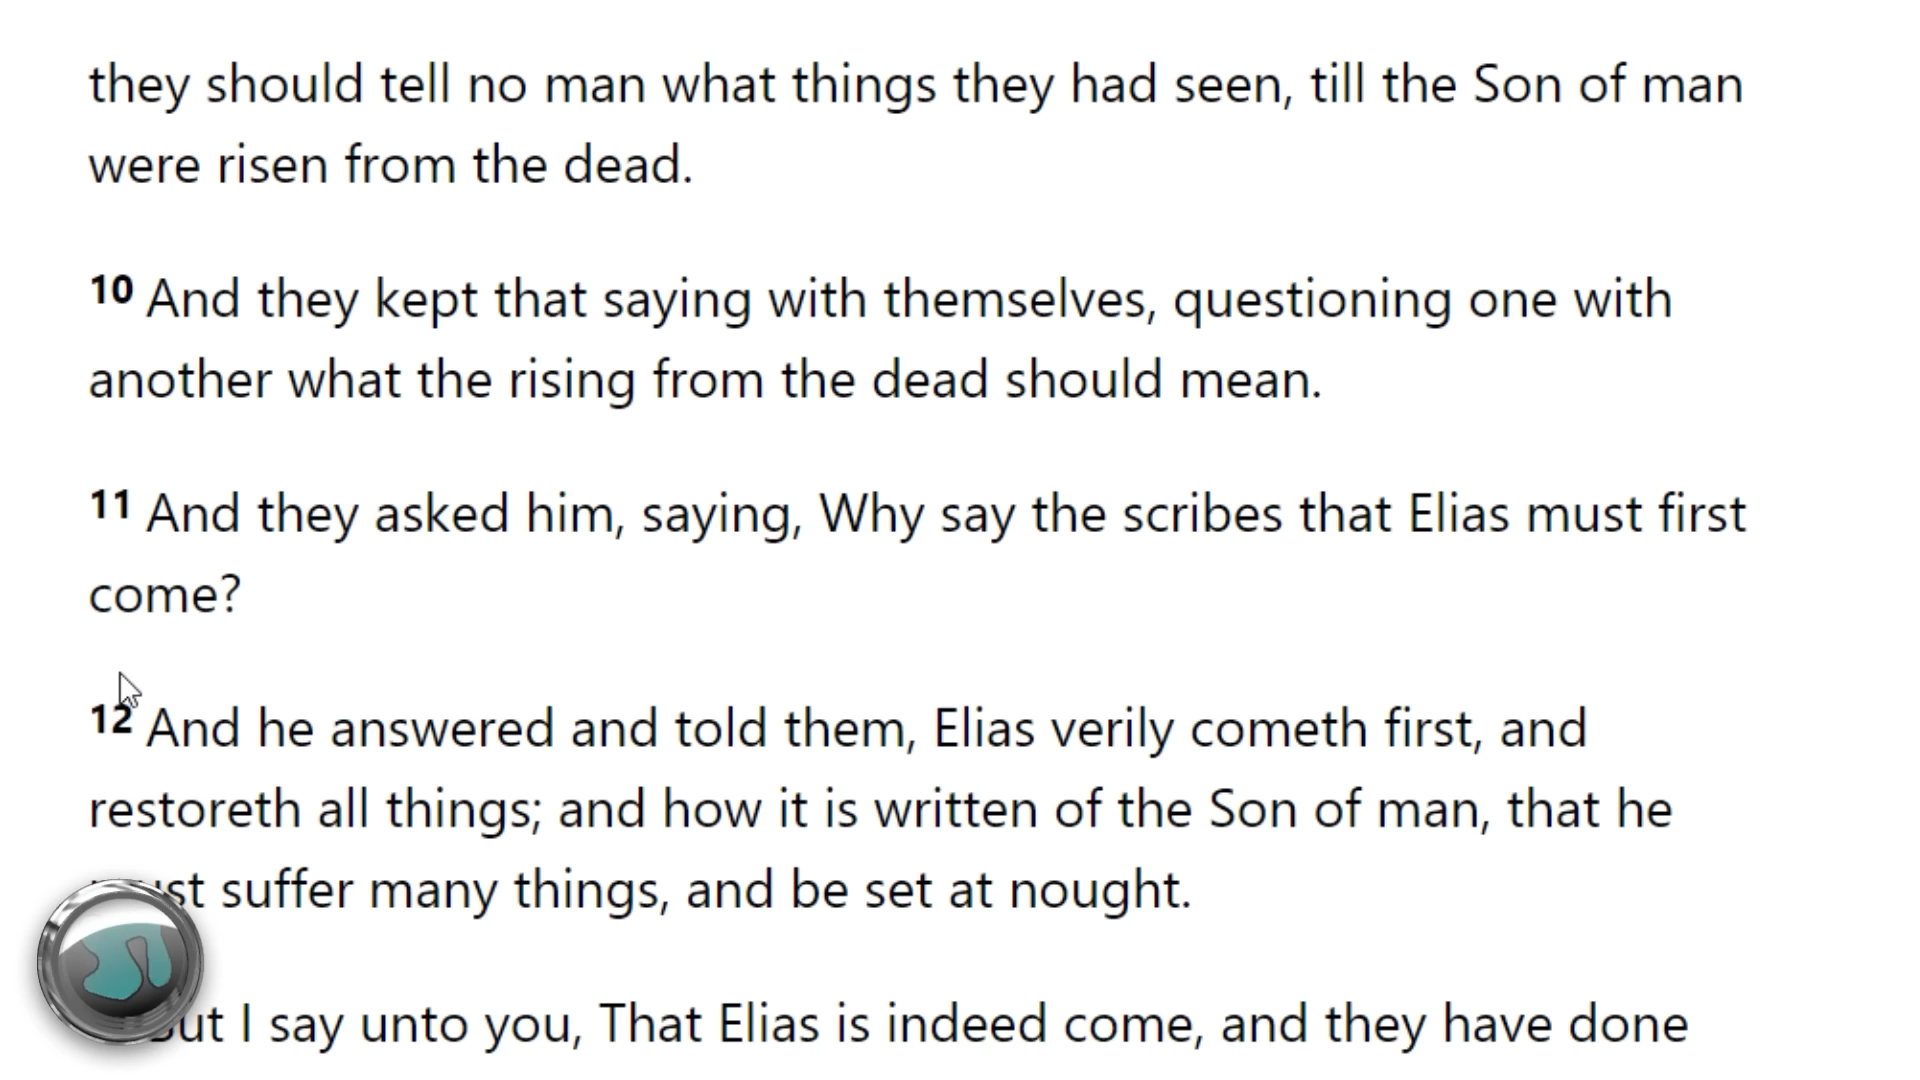 they should tell no man what things they had seen, till the Son of man
were risen from the dead.
10 And they kept that saying with themselves, questioning one with
another what the rising from the dead should mean.
11 And they asked him, saying, Why say the scribes that Elias must first
come?
12 And he answered and told them, Elias verily cometh first, and
restoreth all things; and how it is written of the Son of man, that he
must suffer many things, and be set at nought.
But I say unto you, That Elias is indeed come, and they have done